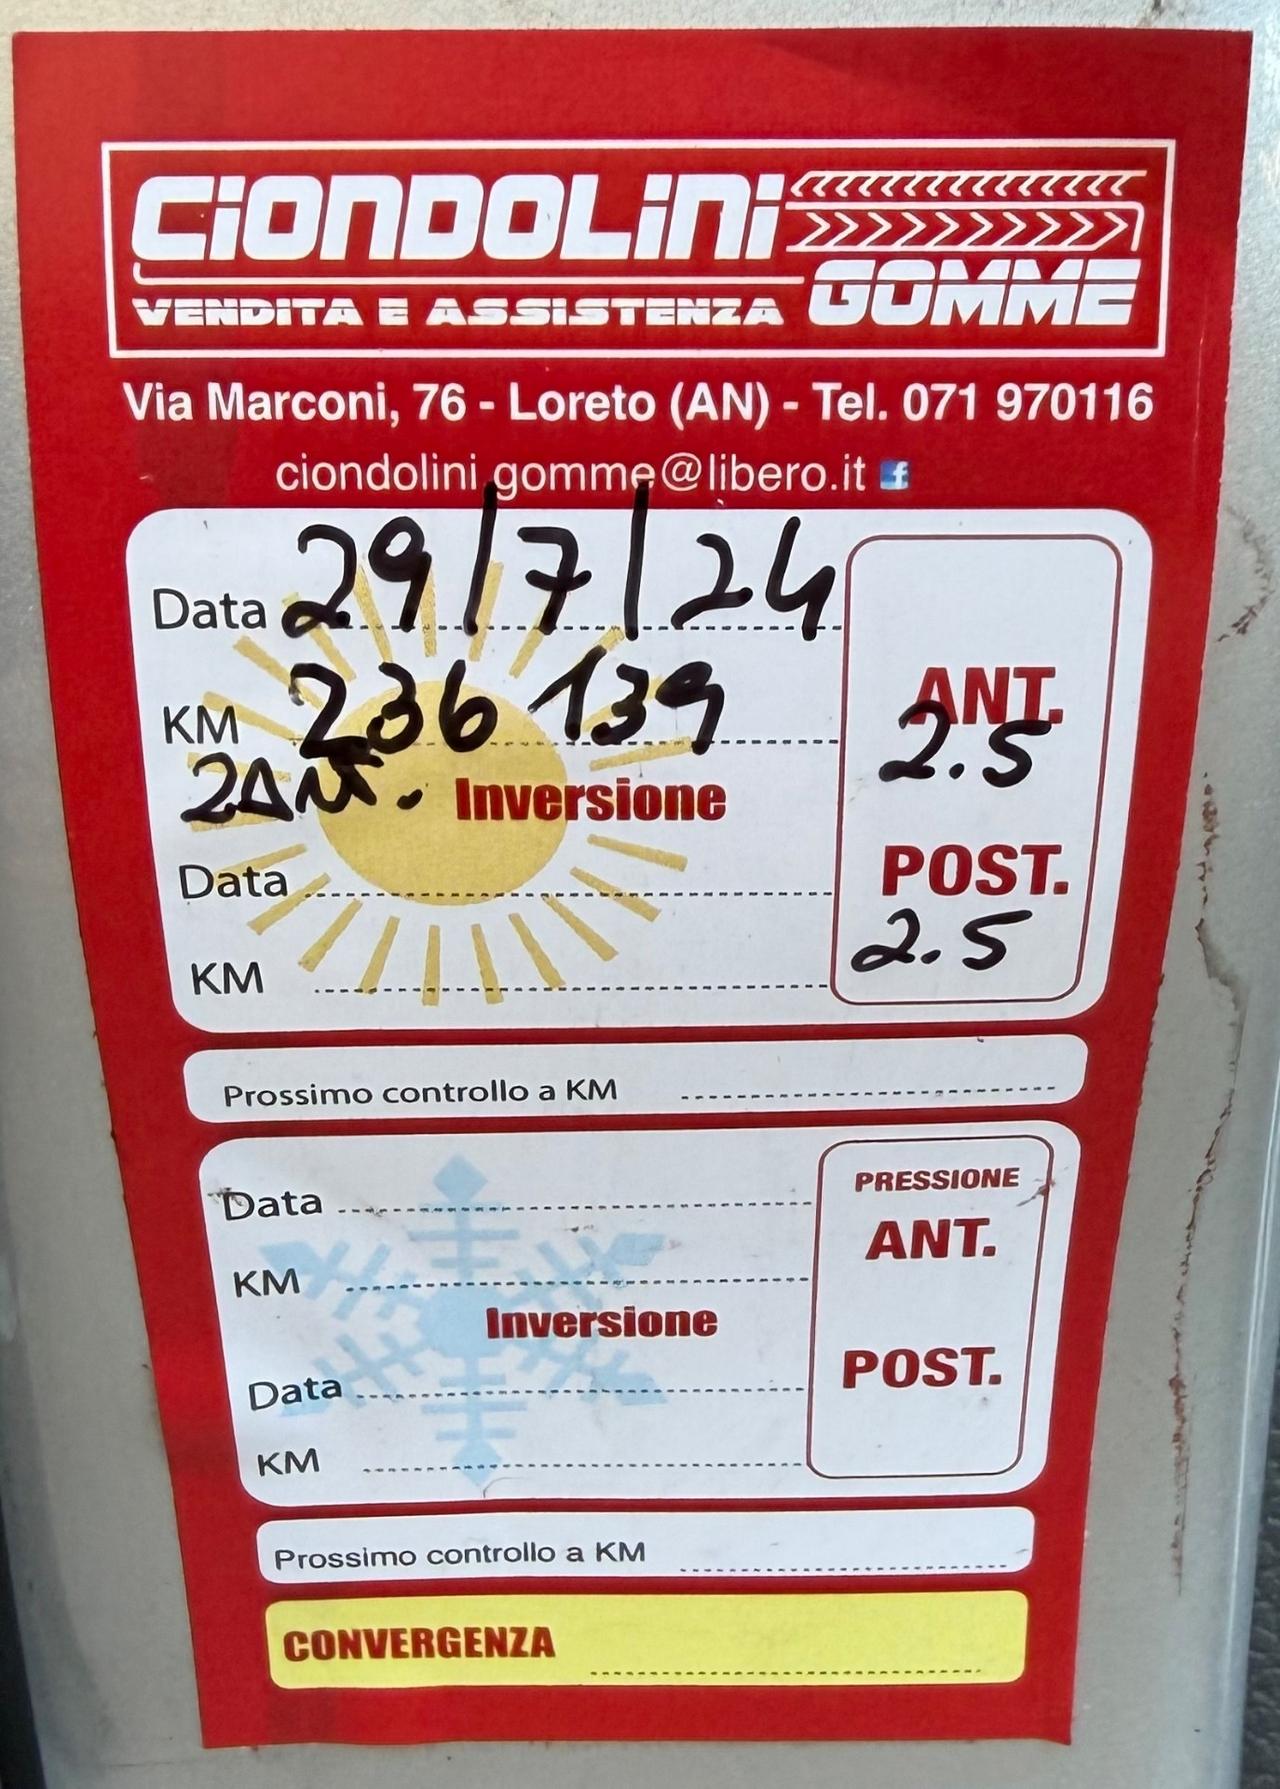 CiONDOLiNi
VENDITA E ASSISTENZA GOMME
Via Marconi, 76 - Loreto (AN) - Tel. 071 970116
ciondolini.gomme@libero.it f
Data 29/7/24
KM 236 139
ANT.
2.5
2ANT. Inversione
POST.
2.5
Data
KM
Prossimo controllo a KM
Data
PRESSIONE
ANT.
KM
Inversione
POST.
Data
KM
Prossimo controllo a KM
CONVERGENZA